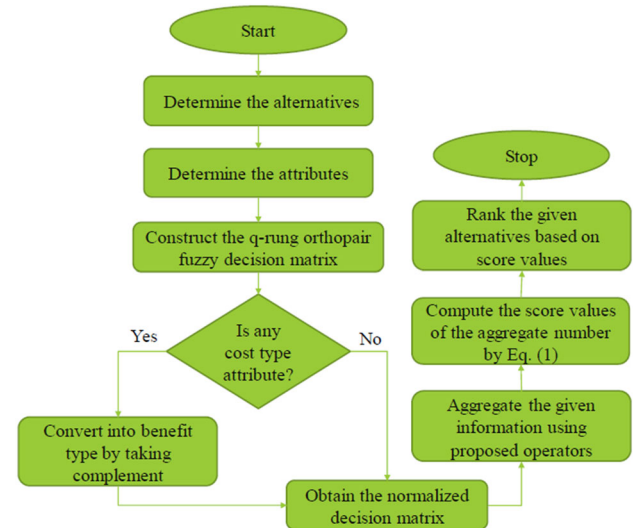 Start
Determine the alternatives
Determine the attributes
Construct the q-rung orthopair
fuzzy decision matrix
Is any
cost type
attribute?
Yes
No
Convert into benefit
type by taking
complement
Obtain the normalized
decision matrix
Aggregate the given
information using
proposed operators
Compute the score values
of the aggregate number
by Eq. (1)
Rank the given
alternatives based on
score values
Stop